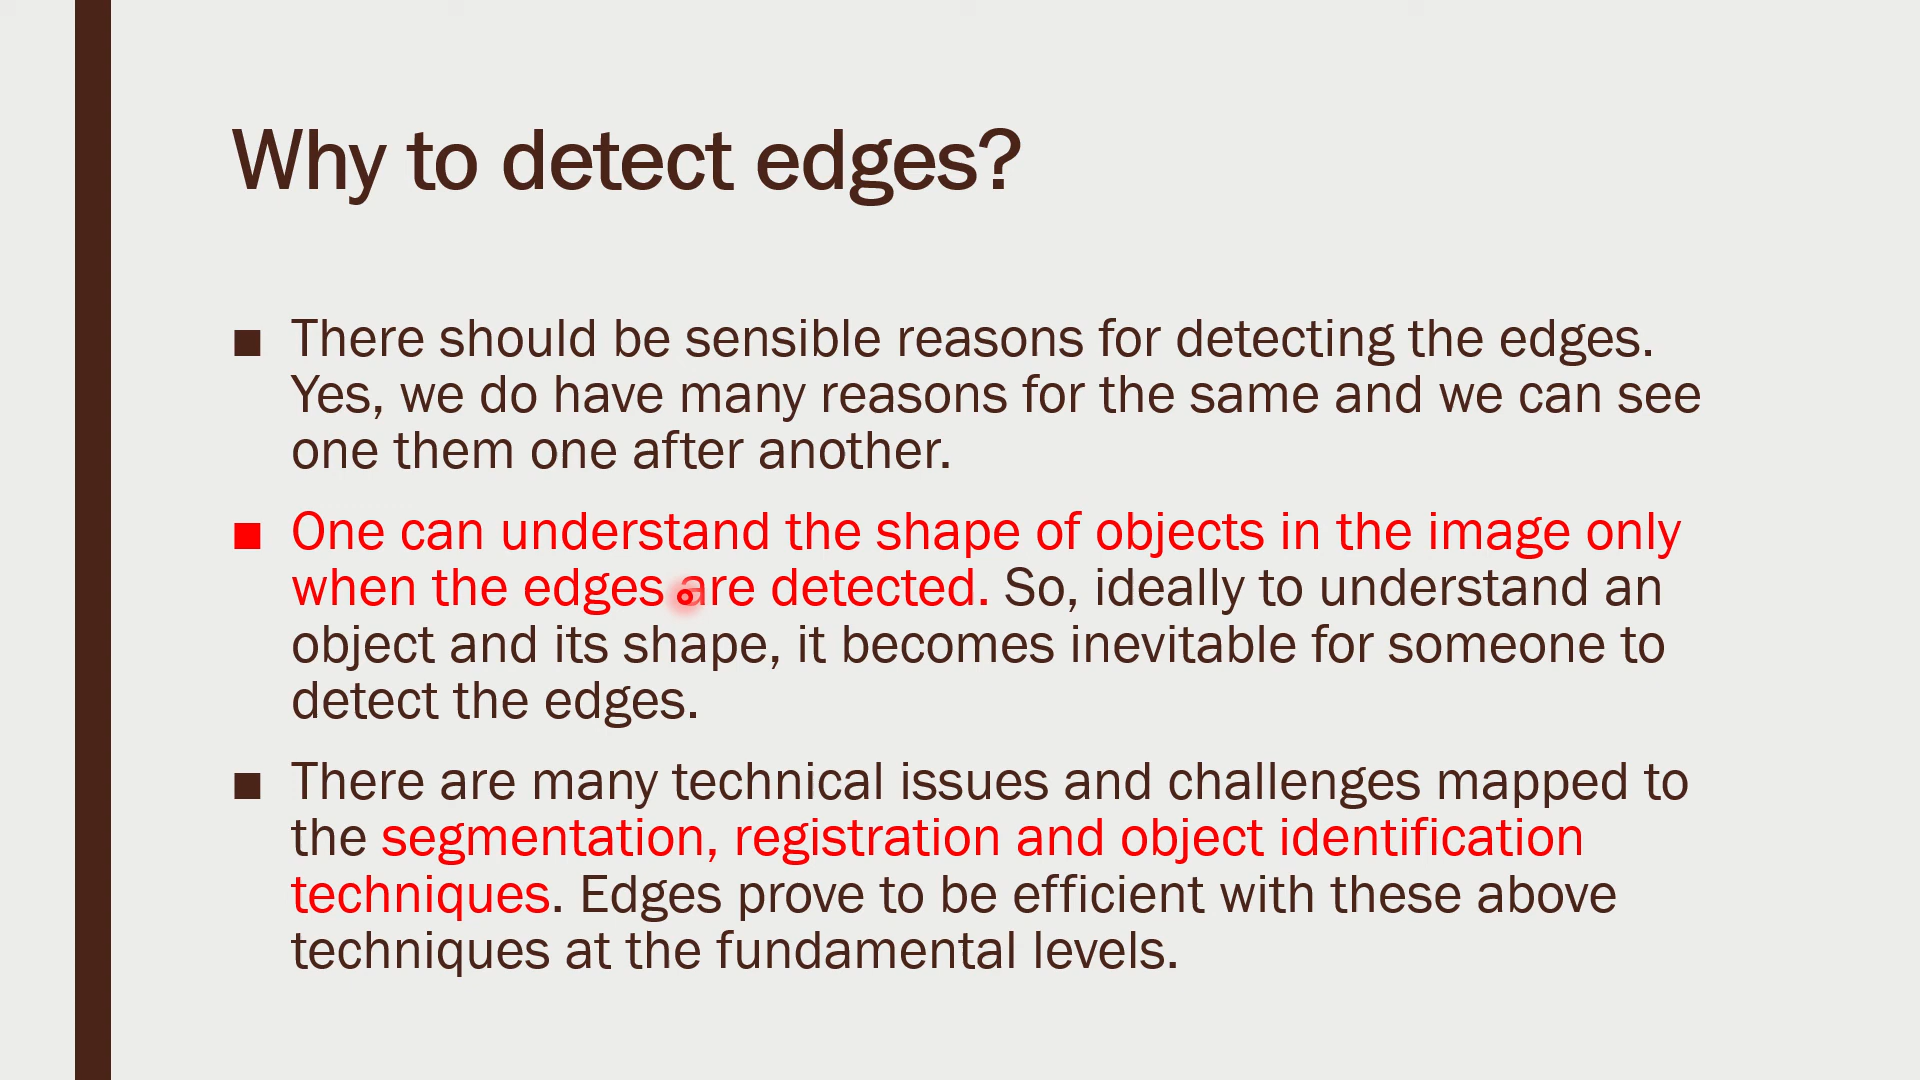 Why to detect edges?
■ There should be sensible reasons for detecting the edges.
Yes, we do have many reasons for the same and we can see
one them one after another.
■ One can understand the shape of objects in the image only
when the edges are detected. So, ideally to understand an
object and its shape, it becomes inevitable for someone to
detect the edges.
■ There are many technical issues and challenges mapped to
the segmentation, registration and object identification
techniques. Edges prove to be efficient with these above
techniques at the fundamental levels.